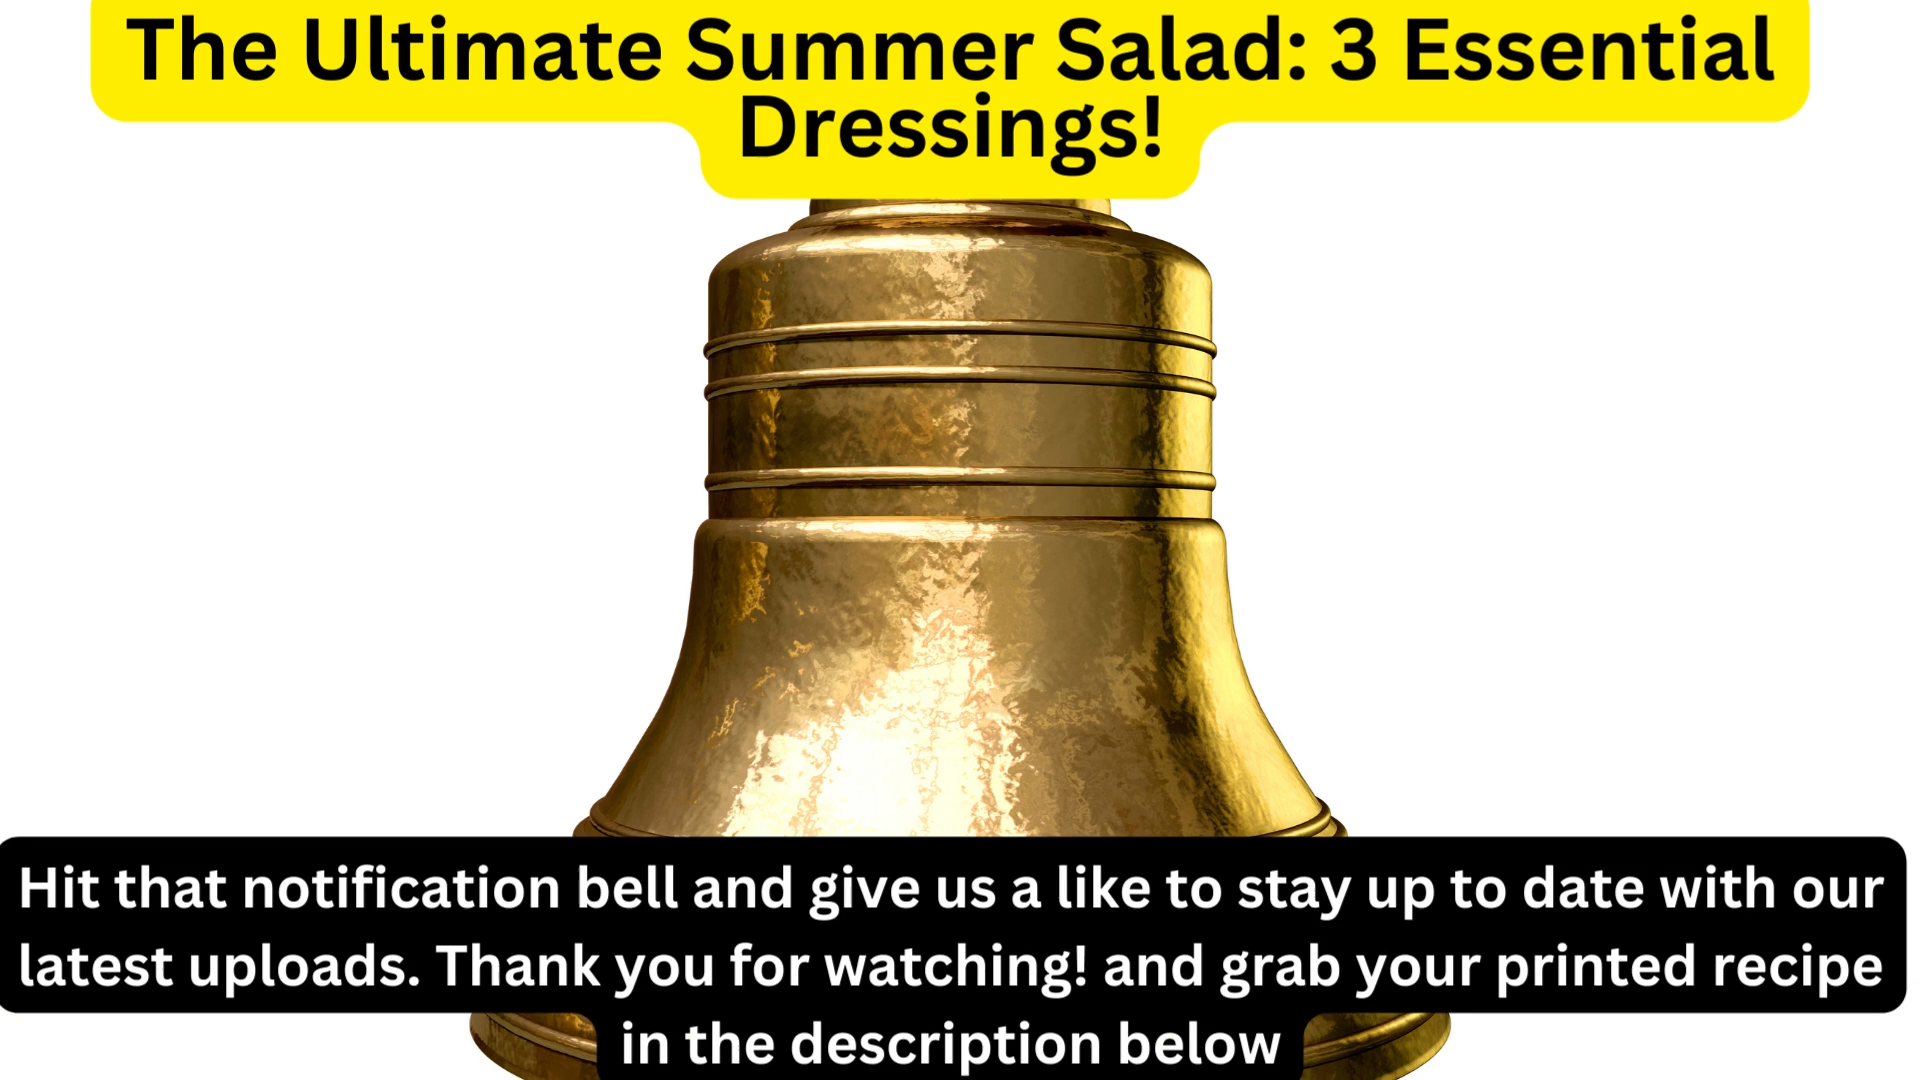 The Ultimate Summer Salad: 3 Essential
Dressings!
Hit that notification bell and give us a like to stay up to date with our
latest uploads. Thank you for watching! and grab your printed recipe
in the description below